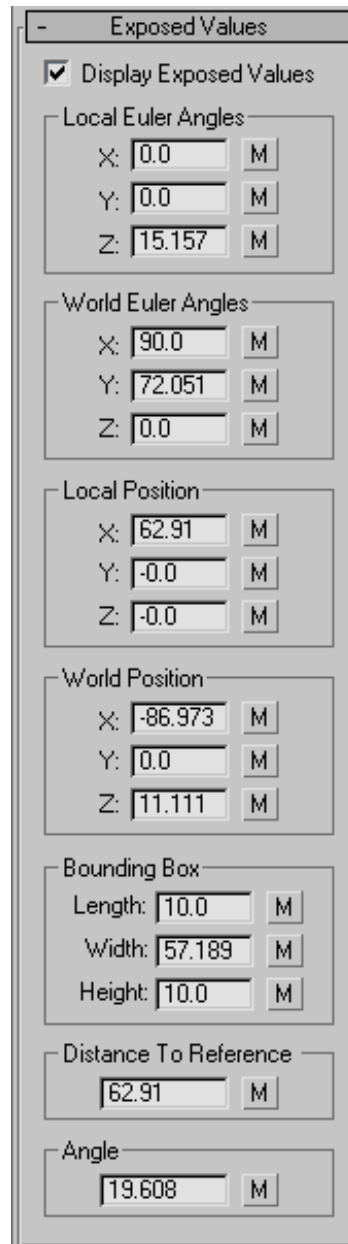 - Exposed Values
Display Exposed Values
Local Euler Angles
X: 0.0 M
Y: 0.0 M
Z: 15.157 M
World Euler Angles
X: 90.0 M
Y: 72.051 M
Z: 0.0 M
Local Position
X: 62.91 M
Y: -0.0 M
Z: -0.0 M
World Position
X: -86.973 M
Y: 0.0 M
Z: 11.111 M
Bounding Box
Length: 10.0 M
Width: 57.189 M
Height: 10.0 M
Distance To Reference
62.91 M
Angle
19.608 M